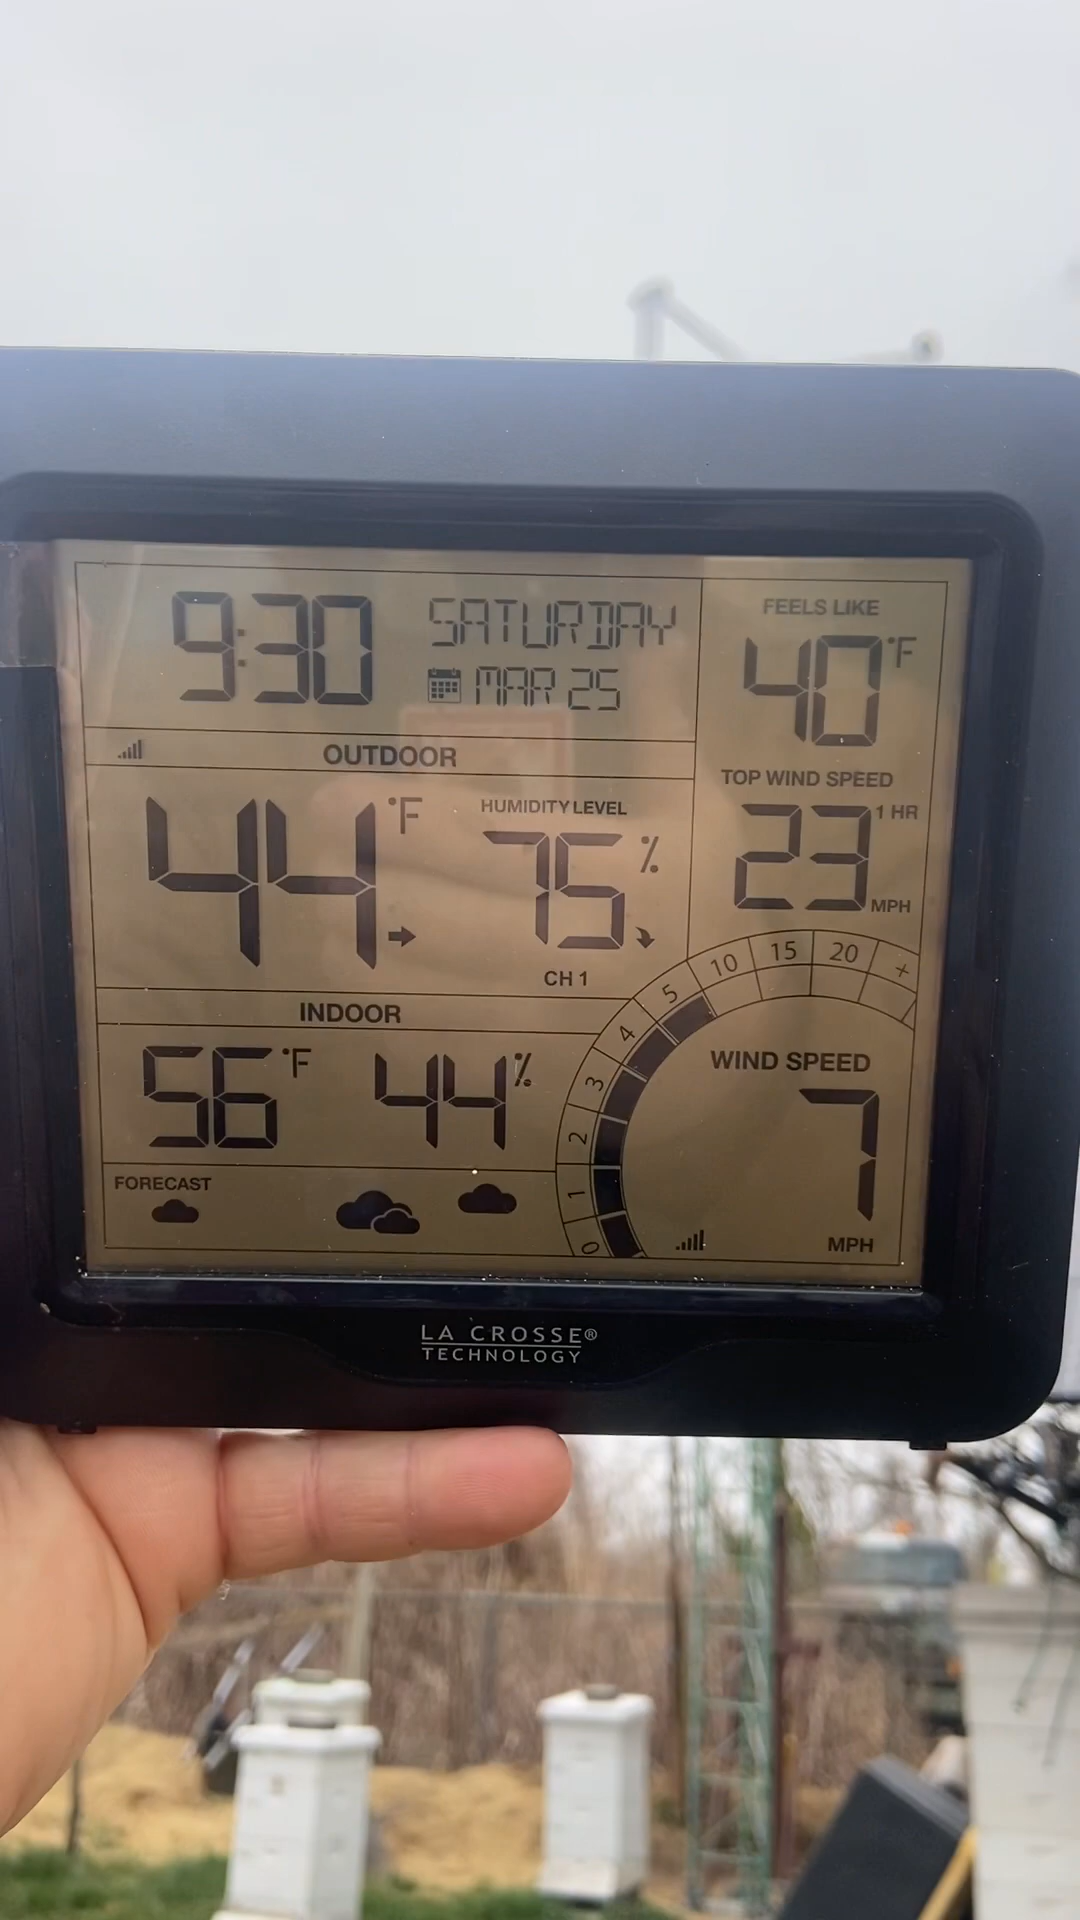 9:30 SATURDAY
MAR 25
FEELS LIKE
40 °F
TOP WIND SPEED
23 1 HR
MPH
OUTDOOR
44 °F
HUMIDITY LEVEL
75 %
CH 1
INDOOR
56 °F 44 %
FORECAST
0 1 2 3 4 5 10 15 20 +
WIND SPEED
7
MPH
LA CROSSE®
TECHNOLOGY